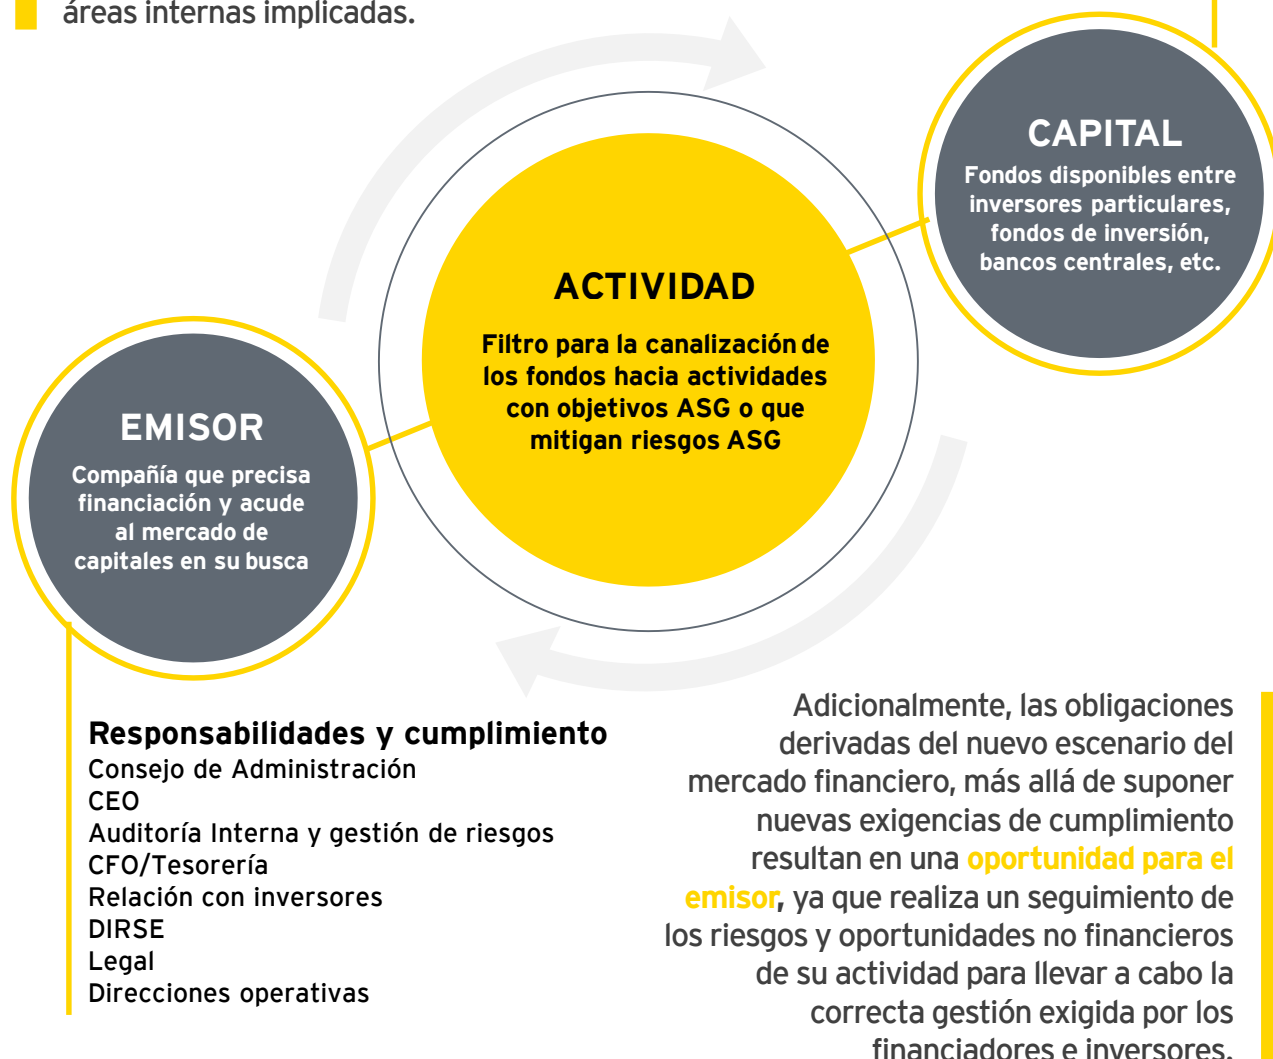 áreas internas implicadas.
CAPITAL
Fondos disponibles entre
inversores particulares,
fondos de inversión,
bancos centrales, etc.
ACTIVIDAD
Filtro para la canalización de
los fondos hacia actividades
con objetivos ASG o que
mitigan riesgos ASG
EMISOR
Compañía que precisa
financiación y acude
al mercado de
capitales en su busca
Responsabilidades y cumplimiento
Consejo de Administración
CEO
Auditoría Interna y gestión de riesgos
CFO/Tesorería
Relación con inversores
DIRSE
Legal
Direcciones operativas
Adicionalmente, las obligaciones
derivadas del nuevo escenario del
mercado financiero, más allá de suponer
nuevas exigencias de cumplimiento
resultan en una oportunidad para el
emisor, ya que realiza un seguimiento de
los riesgos y oportunidades no financieros
de su actividad para llevar a cabo la
correcta gestión exigida por los
financiadores e inversores.